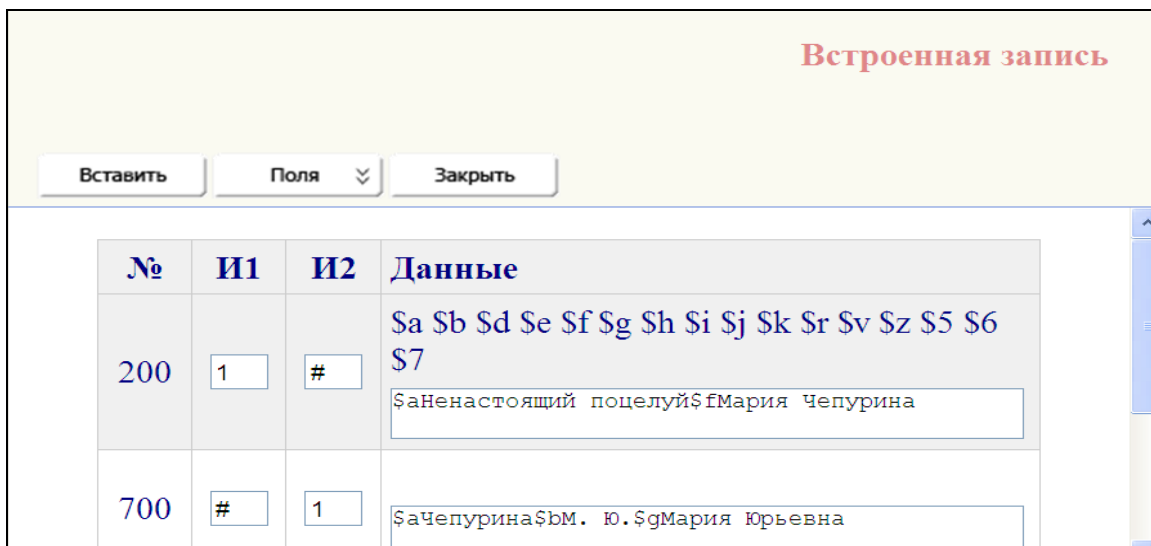 Встроенная запись
Вставить Поля Закрыть
№ И1 И2 Данные
$a $b $d $e $f $g $h $i $j $k $r $v $z $5 $6
$7
200 1 #
$aНенастоящий поцелуй$fМария Чепурина
700 # 1
$aЧепурина$bМ. Ю.$gМария Юрьевна